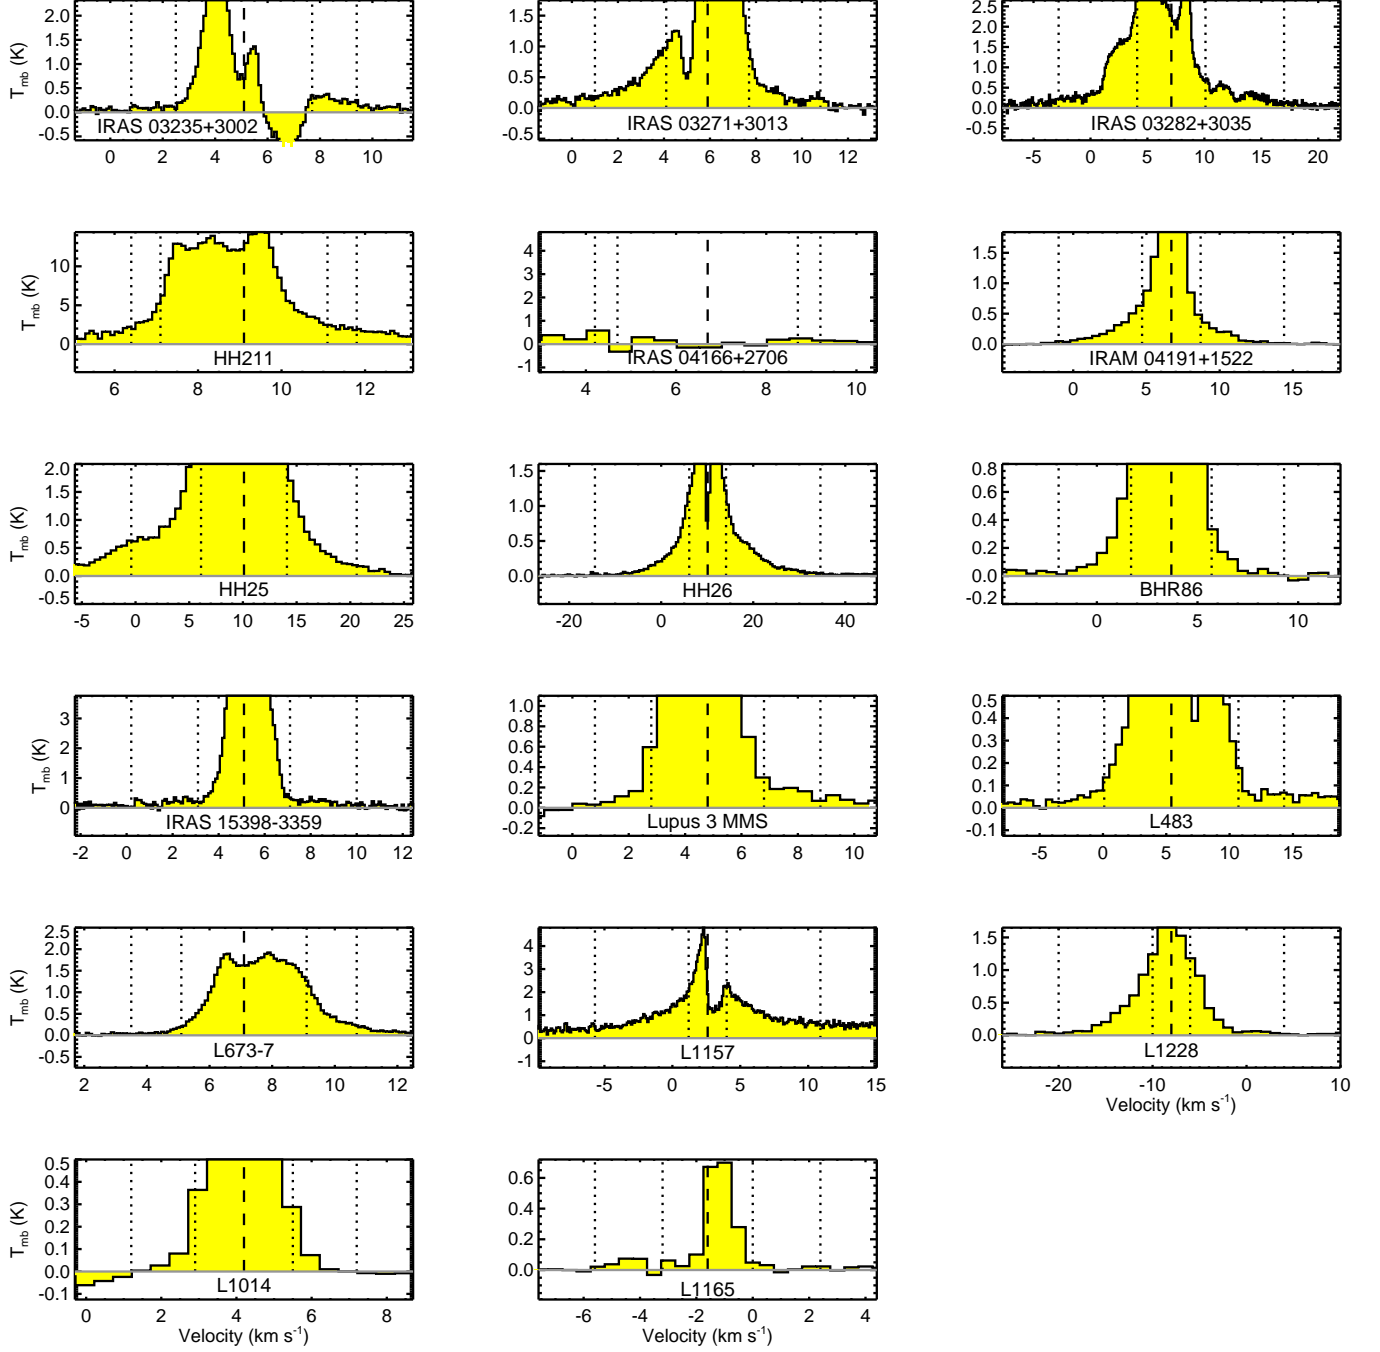 2.0
1.5
1.0
0.5
0.0
-0.5
T_mb (K)
IRAS 03235+3002
0 2 4 6 8 10
1.5
1.0
0.5
0.0
-0.5
IRAS 03271+3013
0 2 4 6 8 10 12
2.5
2.0
1.5
1.0
0.5
0.0
-0.5
IRAS 03282+3035
-5 0 5 10 15 20
10
5
0
T_mb (K)
HH211
6 8 10 12
4
3
2
1
0
-1
IRAS 04166+2706
4 6 8 10
1.5
1.0
0.5
0.0
IRAM 04191+1522
0 5 10 15
2.0
1.5
1.0
0.5
0.0
-0.5
T_mb (K)
HH25
-5 0 5 10 15 20 25
1.5
1.0
0.5
0.0
HH26
-20 0 20 40
0.8
0.6
0.4
0.2
0.0
-0.2
BHR86
0 5 10
3
2
1
0
T_mb (K)
IRAS 15398-3359
-2 0 2 4 6 8 10 12
1.0
0.8
0.6
0.4
0.2
0.0
-0.2
Lupus 3 MMS
0 2 4 6 8 10
0.5
0.4
0.3
0.2
0.1
0.0
-0.1
L483
-5 0 5 10 15
2.5
2.0
1.5
1.0
0.5
0.0
-0.5
T_mb (K)
L673-7
2 4 6 8 10 12
4
3
2
1
0
-1
L1157
-5 0 5 10 15
1.5
1.0
0.5
0.0
L1228
-20 -10 0 10
Velocity (km s⁻¹)
0.5
0.4
0.3
0.2
0.1
0.0
-0.1
T_mb (K)
L1014
0 2 4 6 8
Velocity (km s⁻¹)
0.6
0.4
0.2
0.0
L1165
-6 -4 -2 0 2 4
Velocity (km s⁻¹)